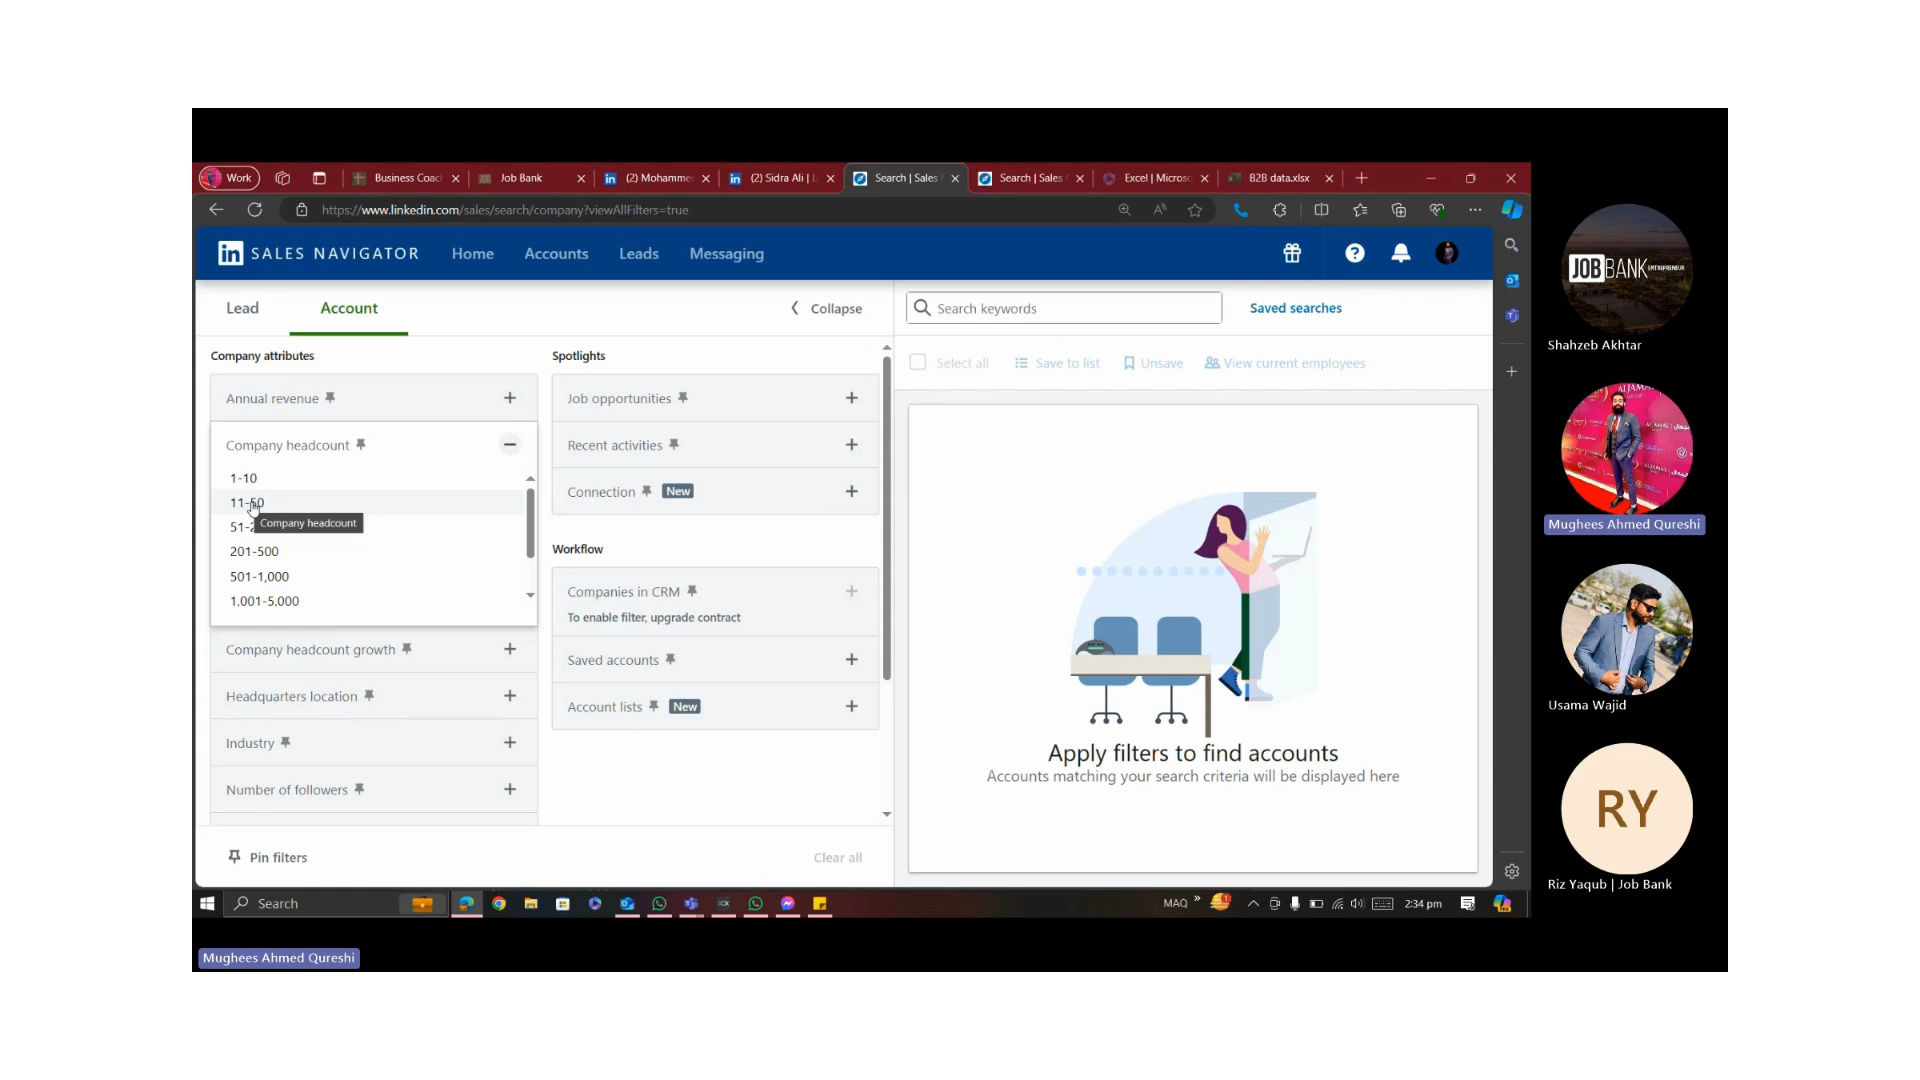 Work
Business Coac
Job Bank
(2) Mohamme
(2) Sidra Ali | L
Search | Sales
Search | Sales
Excel | Microso
B2B data.xlsx
https://www.linkedin.com/sales/search/company?viewAllFilters=true
in SALES NAVIGATOR
Home
Accounts
Leads
Messaging
Lead
Account
Collapse
Search keywords
Saved searches
Select all
Save to list
Unsave
View current employees
Company attributes
Annual revenue
Company headcount
1-10
11-50
Company headcount
51-2
201-500
501-1,000
1,001-5,000
Company headcount growth
Headquarters location
Industry
Number of followers
Spotlights
Job opportunities
Recent activities
Connection New
Workflow
Companies in CRM
To enable filter, upgrade contract
Saved accounts
Account lists New
Apply filters to find accounts
Accounts matching your search criteria will be displayed here
Pin filters
Clear all
Search
MAQ
2:34 pm
Mughees Ahmed Qureshi
JOB BANK ENTREPRENEUR
Shahzeb Akhtar
ALJAMAL
GROUP
Mughees Ahmed Qureshi
Usama Wajid
RY
Riz Yaqub | Job Bank